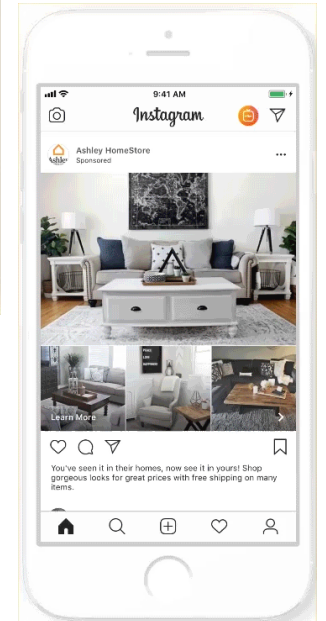 9:41 AM
Instagram
Ashley HomeStore
Sponsored
Ashley
Learn More
You've seen it in their homes, now see it in yours! Shop
gorgeous looks for great prices with free shipping on many
items.